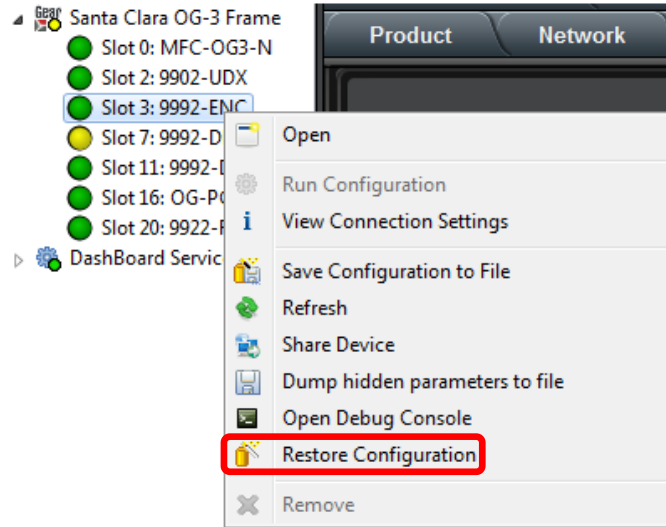 Santa Clara OG-3 Frame
Slot 0: MFC-OG3-N
Slot 2: 9902-UDX
Slot 3: 9992-ENC
Slot 7: 9992-D
Slot 11: 9992-
Slot 16: OG-P
Slot 20: 9922-
DashBoard Servic
Product
Network
Open
Run Configuration
View Connection Settings
Save Configuration to File
Refresh
Share Device
Dump hidden parameters to file
Open Debug Console
Restore Configuration
Remove